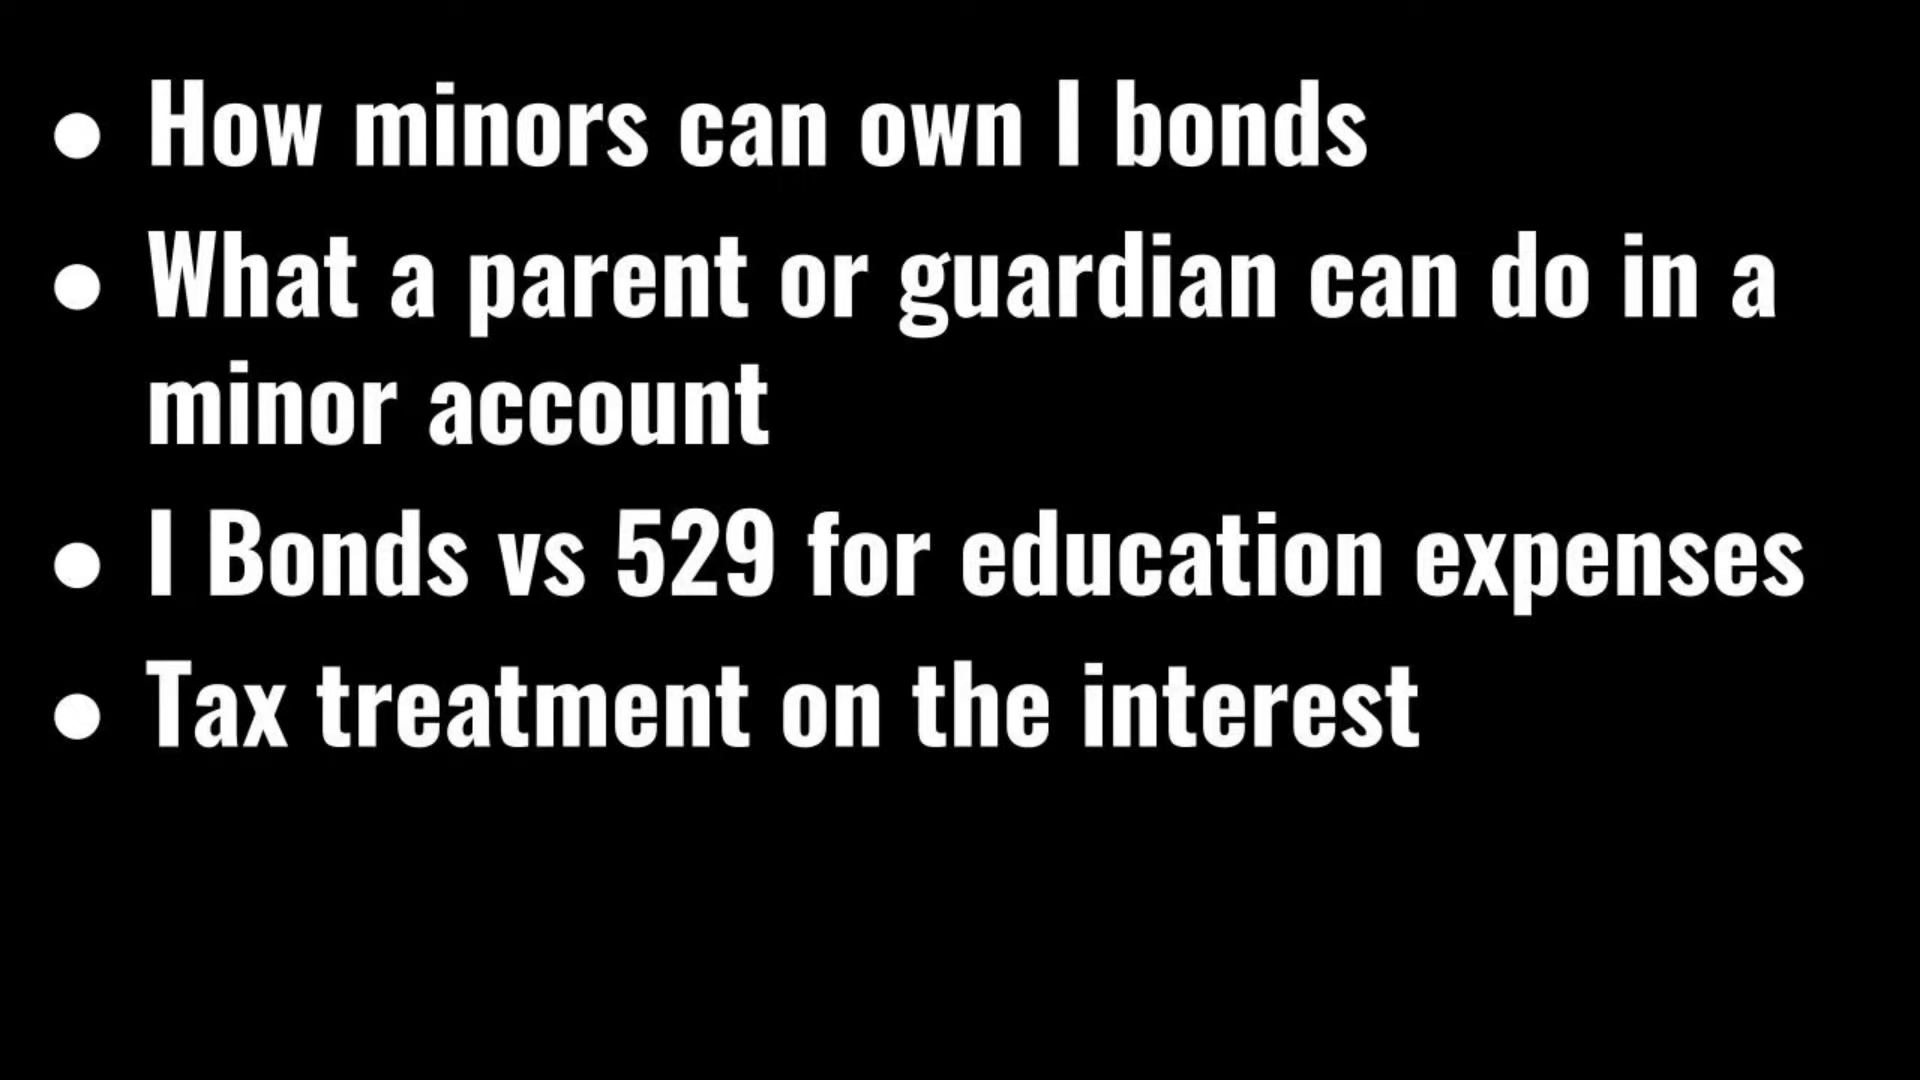 ● How minors can own I bonds
● What a parent or guardian can do in a
minor account
● I Bonds vs 529 for education expenses
● Tax treatment on the interest